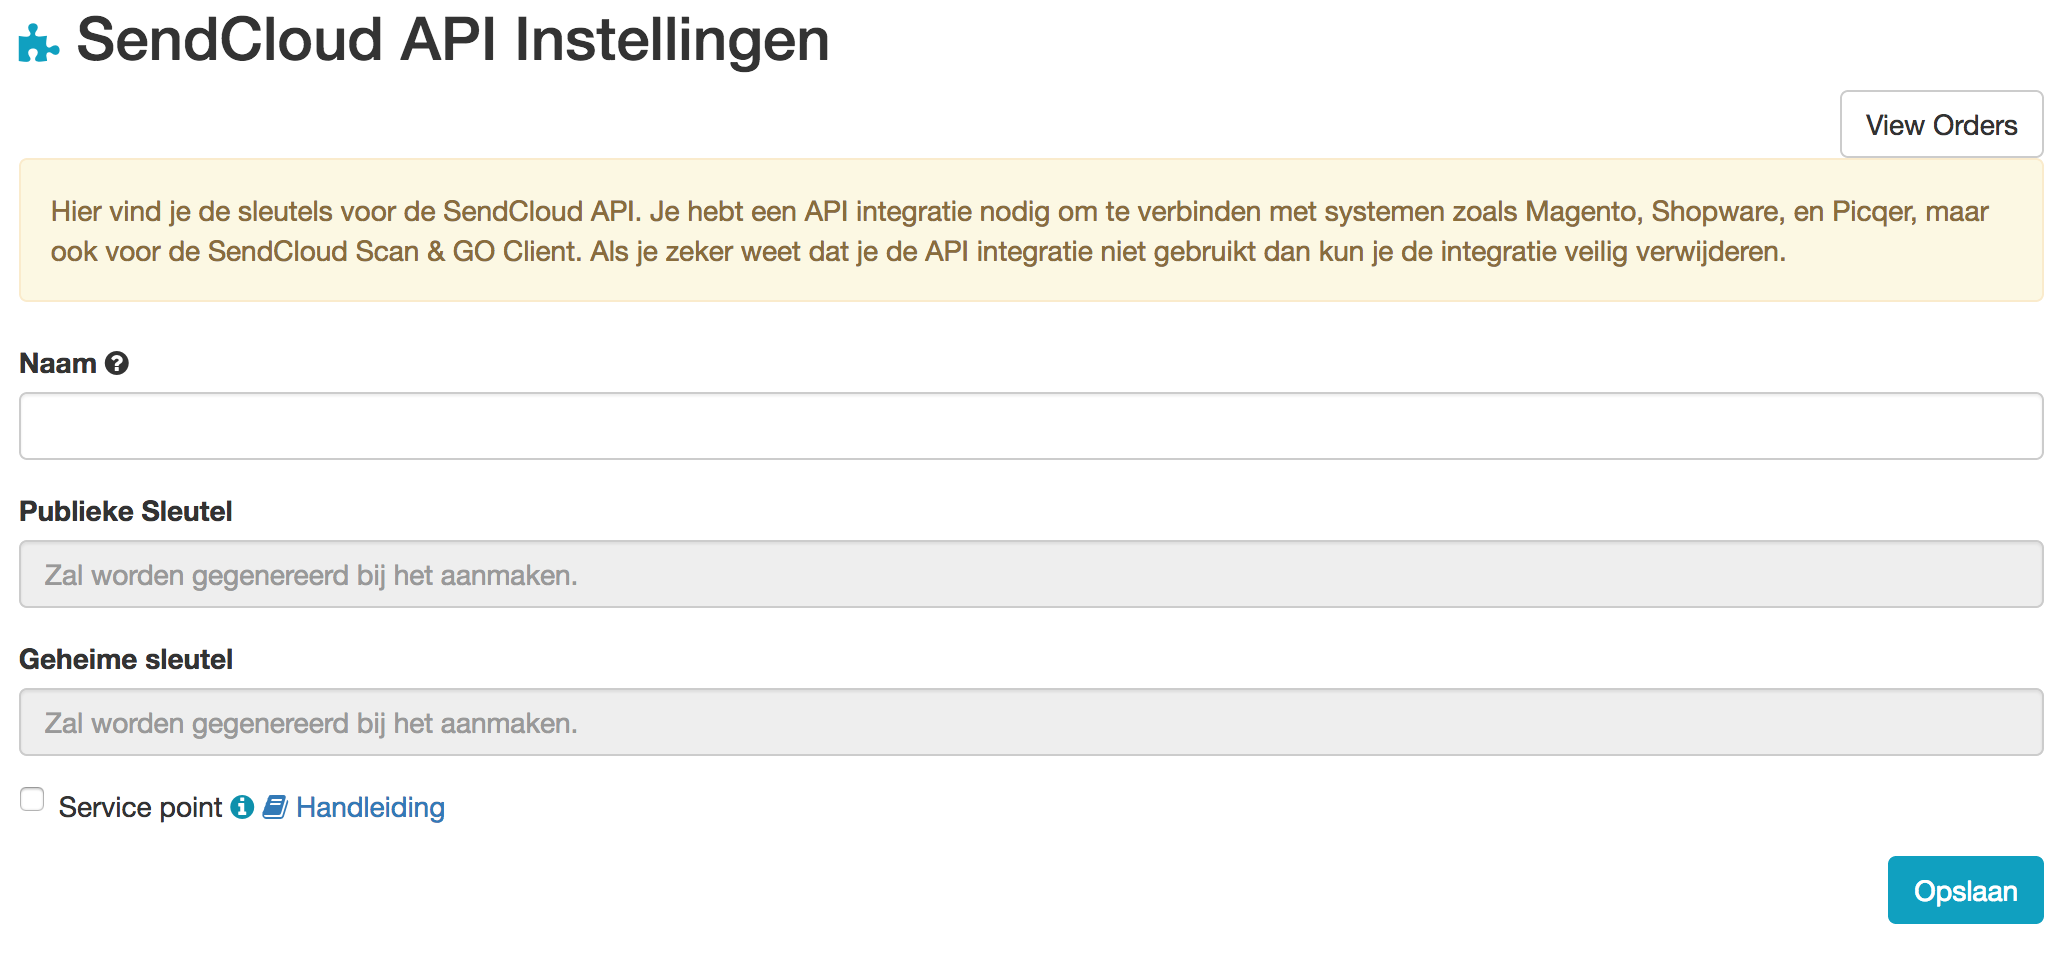 SendCloud API Instellingen
View Orders
Hier vind je de sleutels voor de SendCloud API. Je hebt een API integratie nodig om te verbinden met systemen zoals Magento, Shopware, en Picqer, maar
ook voor de SendCloud Scan & GO Client. Als je zeker weet dat je de API integratie niet gebruikt dan kun je de integratie veilig verwijderen.
Naam
Publieke Sleutel
Zal worden gegenereerd bij het aanmaken.
Geheime sleutel
Zal worden gegenereerd bij het aanmaken.
Service point Handleiding
Opslaan